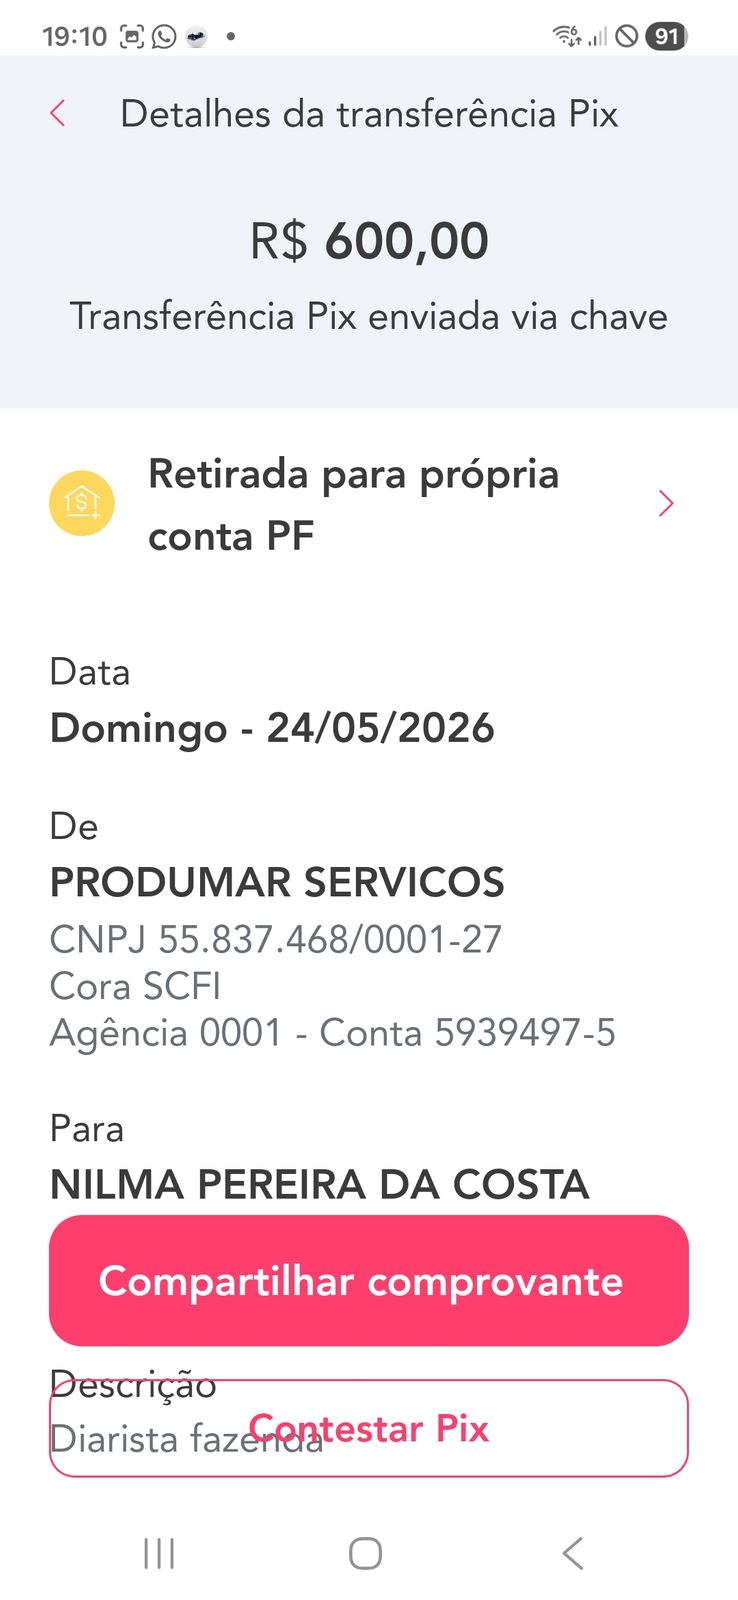 19:10
91
Detalhes da transferência Pix
R$ 600,00
Transferência Pix enviada via chave
Retirada para própria
conta PF
Data
Domingo - 24/05/2026
De
PRODUMAR SERVICOS
CNPJ 55.837.468/0001-27
Cora SCFI
Agência 0001 - Conta 5939497-5
Para
NILMA PEREIRA DA COSTA
Compartilhar comprovante
Descrição
Diarista fazenda
Contestar Pix